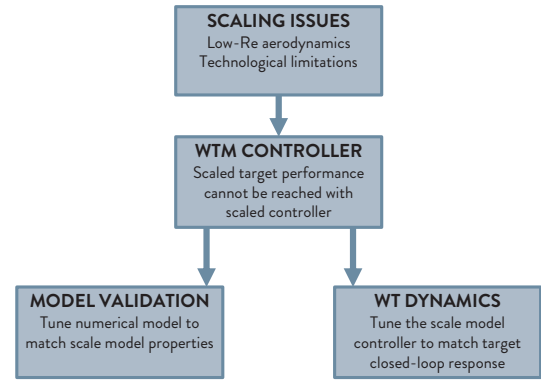 SCALING ISSUES
Low-Re aerodynamics
Technological limitations
WTM CONTROLLER
Scaled target performance
cannot be reached with
scaled controller
MODEL VALIDATION
Tune numerical model to
match scale model properties
WT DYNAMICS
Tune the scale model
controller to match target
closed-loop response